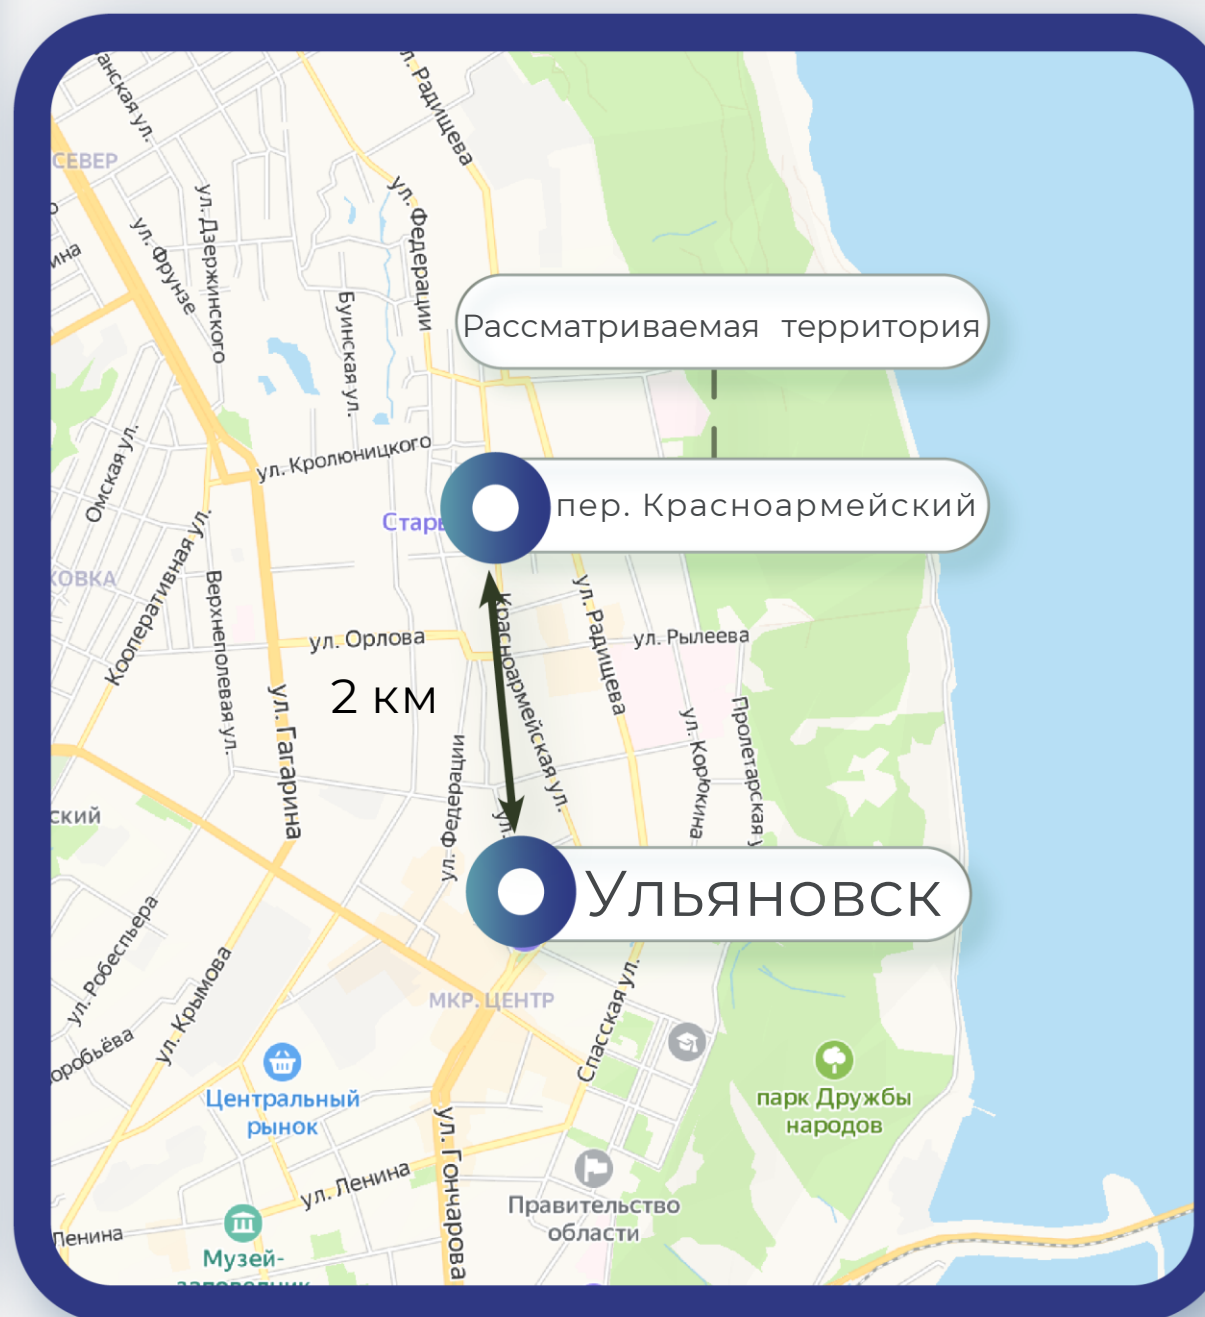 ул. Радищева
СЕВЕР
ул. Федерации
ул. Дзержинского
ул. Фрунзе
Буинская ул.
Рассматриваемая территория
Омская ул.
ул. Кролюницкого
пер. Красноармейский
Кооперативная ул.
Верхнеполевая ул.
ул. Орлова
Красноармейская ул.
ул. Радищева
ул. Рылеева
2 км
ул. Гагарина
ул. Корюкина
Пролетарская
ул. Федерации
ул.
Ульяновск
ул. Робеспьера
ул. Крымова
МКР. ЦЕНТР
Спасская ул.
Центральный
рынок
парк Дружбы
народов
ул. Гончарова
ул. Ленина
Правительство
области
Ленина
Музей-
заповедник